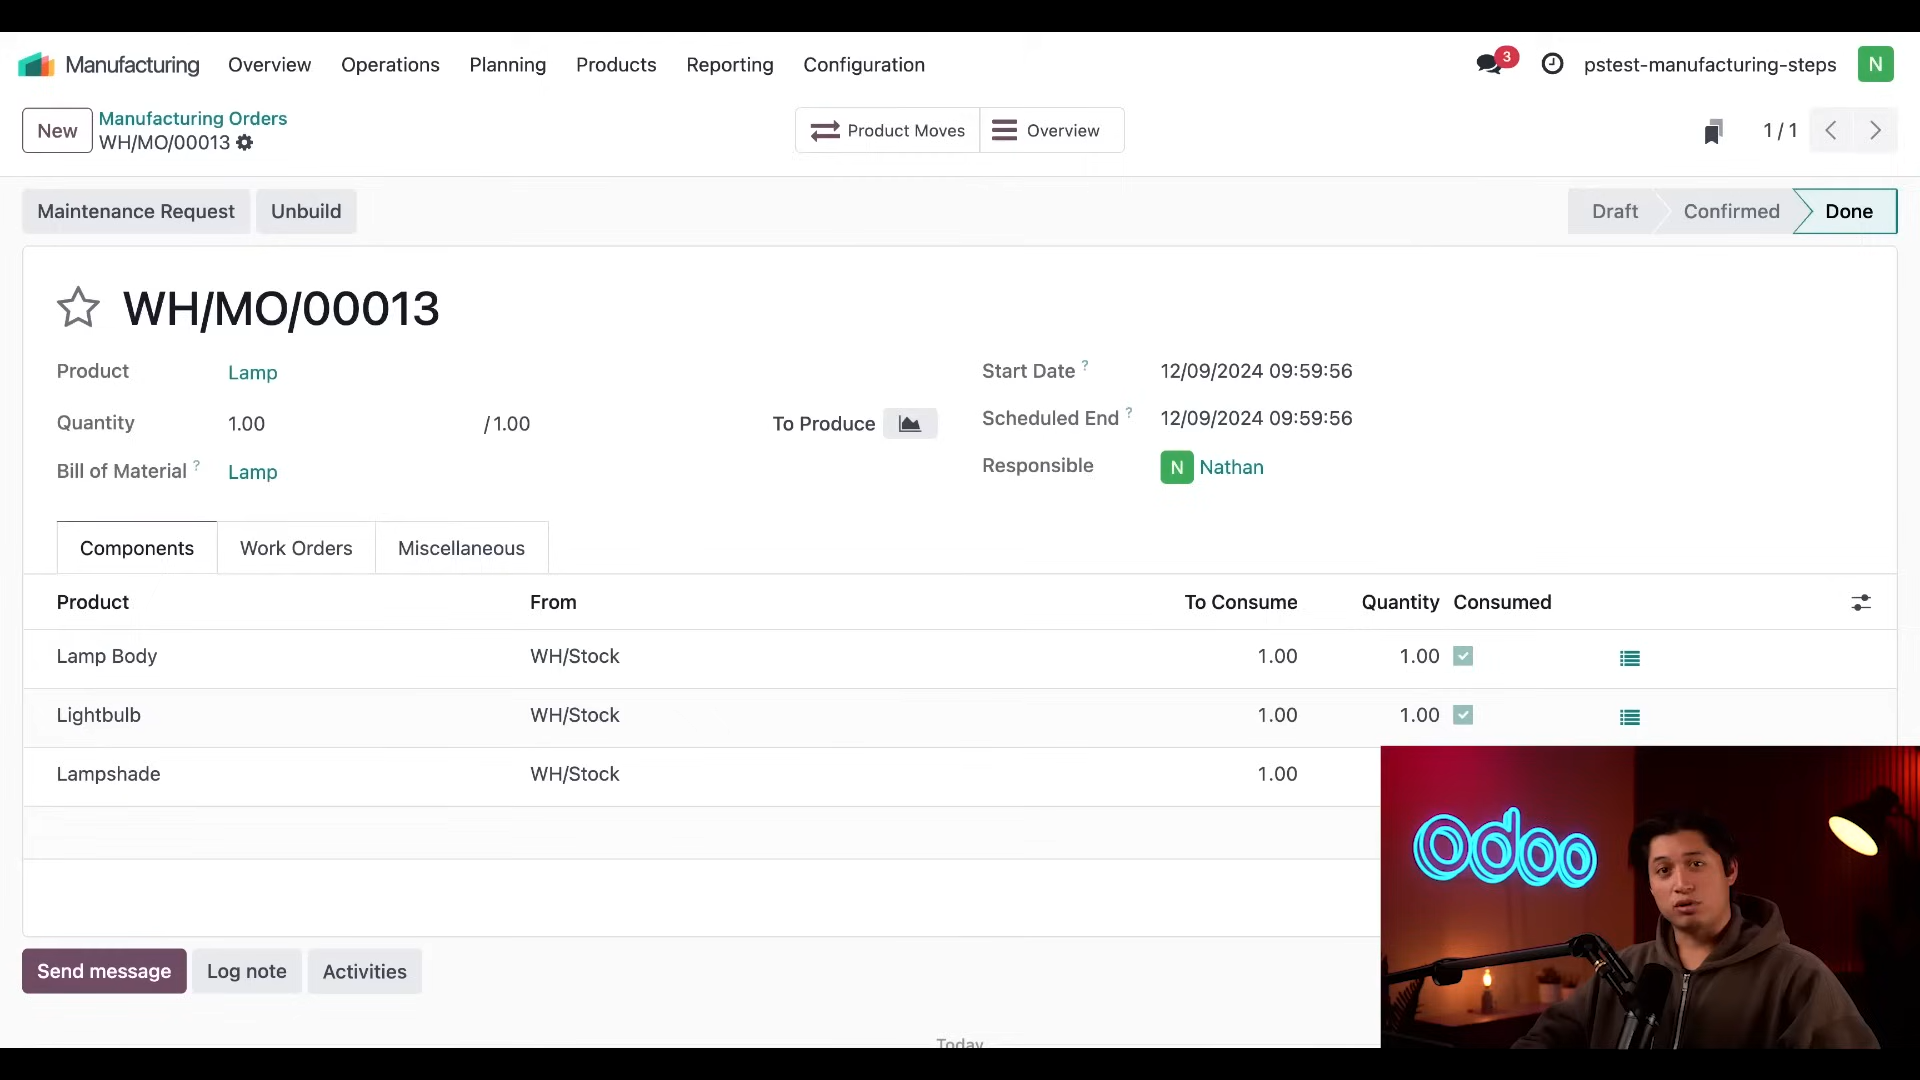 Manufacturing Overview Operations Planning Products Reporting Configuration 3 pstest-manufacturing-steps N
New Manufacturing Orders
WH/MO/00013
Product Moves Overview 1 / 1
Maintenance Request Unbuild Draft Confirmed Done
WH/MO/00013
Product Lamp Start Date ? 12/09/2024 09:59:56
Quantity 1.00 / 1.00 To Produce Scheduled End ? 12/09/2024 09:59:56
Bill of Material ? Lamp Responsible N Nathan
Components Work Orders Miscellaneous
Product From To Consume Quantity Consumed
Lamp Body WH/Stock 1.00 1.00
Lightbulb WH/Stock 1.00 1.00
Lampshade WH/Stock 1.00
odoo
Send message Log note Activities
Today